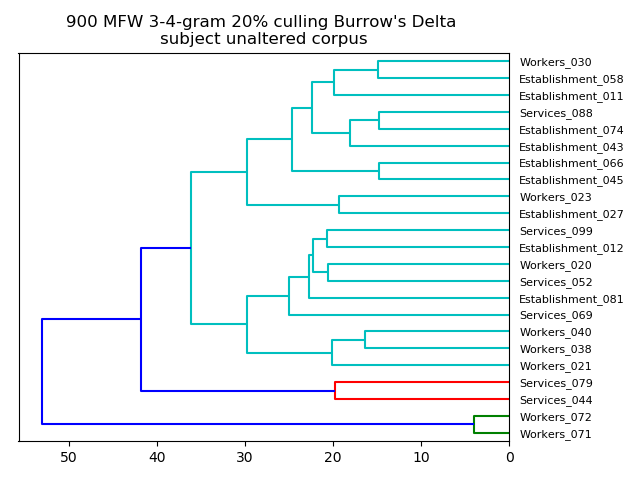 900 MFW 3-4-gram 20% culling Burrow's Delta
subject unaltered corpus
Workers_030
Establishment_058
Establishment_011
Services_088
Establishment_074
Establishment_043
Establishment_066
Establishment_045
Workers_023
Establishment_027
Services_099
Establishment_012
Workers_020
Services_052
Establishment_081
Services_069
Workers_040
Workers_038
Workers_021
Services_079
Services_044
Workers_072
Workers_071
50 40 30 20 10 0